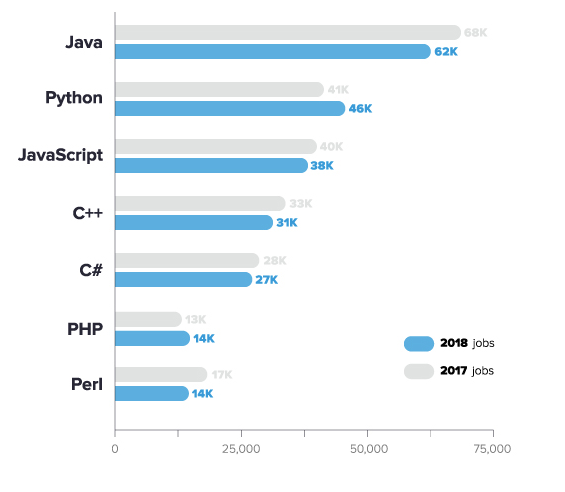 Java
68K
62K
Python
41K
46K
JavaScript
40K
38K
C++
33K
31K
C#
28K
27K
PHP
13K
14K
Perl
17K
14K
2018 jobs
2017 jobs
0 25,000 50,000 75,000